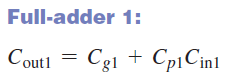 Full-adder 1:
Cout1 = Cg1 + Cp1Cin1